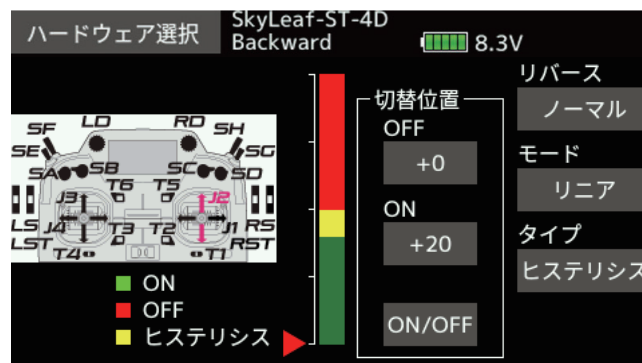 ハードウェア選択
SkyLeaf-ST-4D
Backward
8.3V
SF
LD
RD
SH
SE
SG
SA
SB
SC
SD
T6
T5
J3
J2
LS
J4
T3
T2
J1
RS
LST
T4
T1
RST
ON
OFF
ヒステリシス
切替位置
OFF
+0
ON
+20
ON/OFF
リバース
ノーマル
モード
リニア
タイプ
ヒステリシス